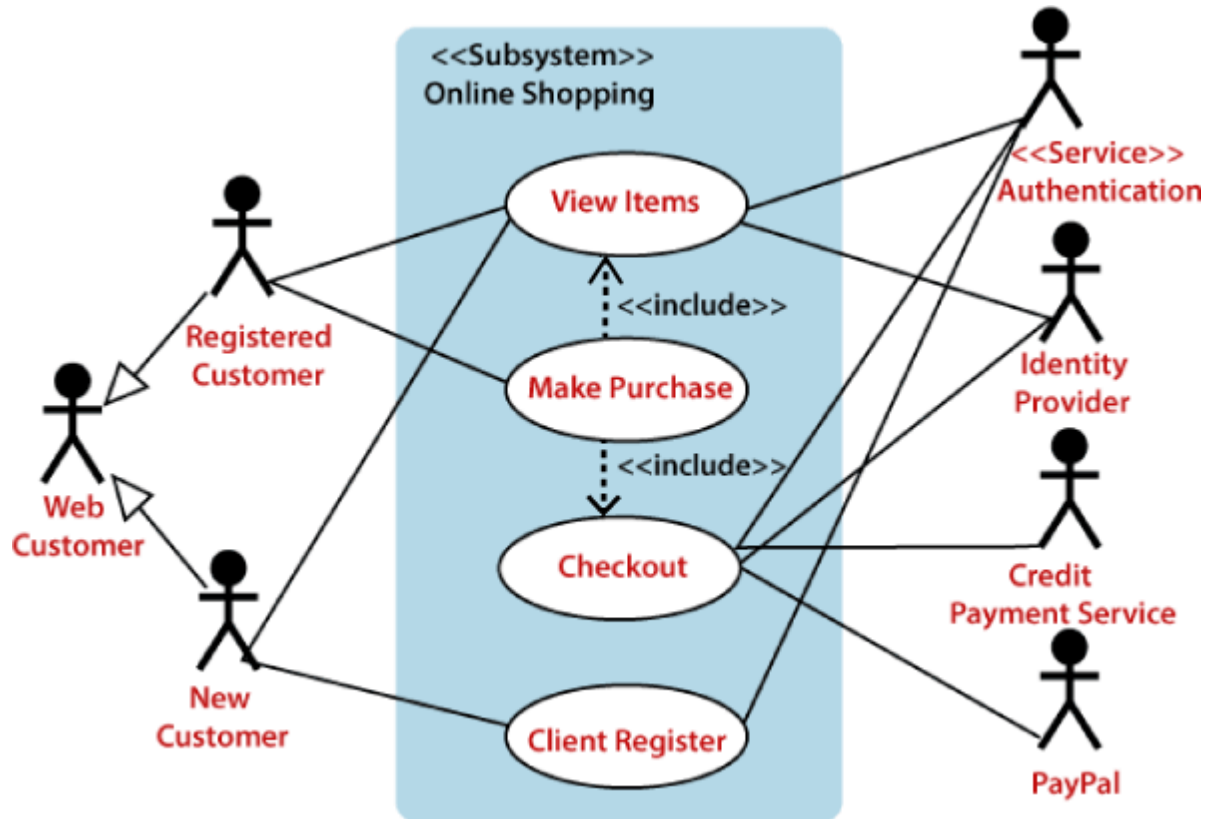 <<Subsystem>>
Online Shopping
View Items
<<include>>
Make Purchase
<<include>>
Checkout
Client Register
Registered
Customer
Web
Customer
New
Customer
<<Service>>
Authentication
Identity
Provider
Credit
Payment Service
PayPal